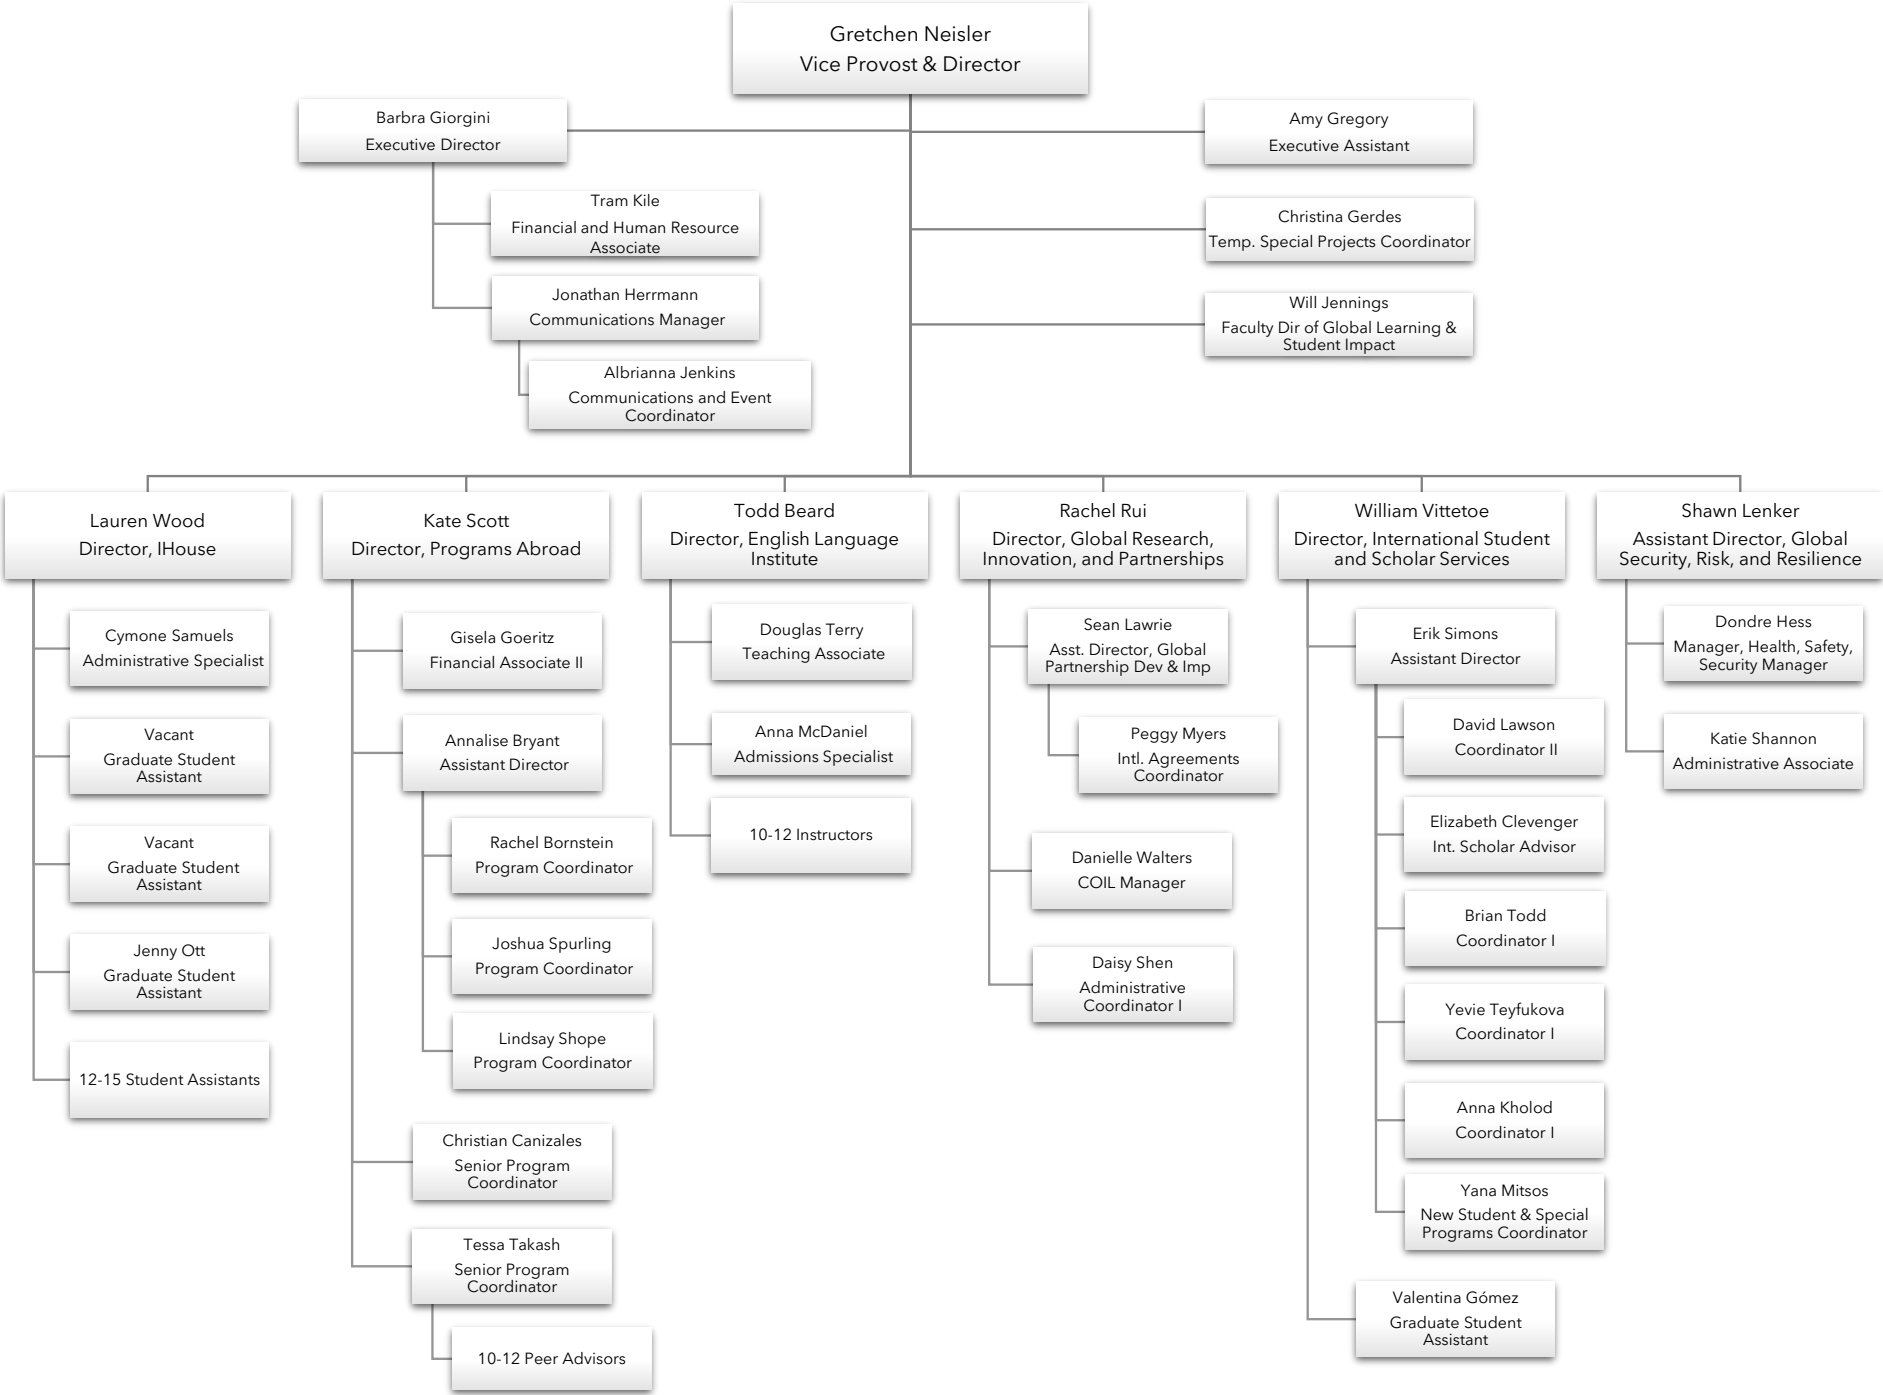 Gretchen Neisler
Vice Provost & Director
Barbra Giorgini
Executive Director
Amy Gregory
Executive Assistant
Tram Kile
Financial and Human Resource
Associate
Christina Gerdes
Temp. Special Projects Coordinator
Jonathan Herrmann
Communications Manager
Will Jennings
Faculty Dir of Global Learning &
Student Impact
Albrianna Jenkins
Communications and Event
Coordinator
Lauren Wood
Director, IHouse
Cymone Samuels
Administrative Specialist
Vacant
Graduate Student
Assistant
Vacant
Graduate Student
Assistant
Jenny Ott
Graduate Student
Assistant
12-15 Student Assistants
Kate Scott
Director, Programs Abroad
Gisela Goeritz
Financial Associate II
Annalise Bryant
Assistant Director
Rachel Bornstein
Program Coordinator
Joshua Spurling
Program Coordinator
Lindsay Shope
Program Coordinator
Christian Canizales
Senior Program
Coordinator
Tessa Takash
Senior Program
Coordinator
10-12 Peer Advisors
Todd Beard
Director, English Language
Institute
Douglas Terry
Teaching Associate
Anna McDaniel
Admissions Specialist
10-12 Instructors
Rachel Rui
Director, Global Research,
Innovation, and Partnerships
Sean Lawrie
Asst. Director, Global
Partnership Dev & Imp
Peggy Myers
Intl. Agreements
Coordinator
Danielle Walters
COIL Manager
Daisy Shen
Administrative
Coordinator I
William Vittetoe
Director, International Student
and Scholar Services
Erik Simons
Assistant Director
David Lawson
Coordinator II
Elizabeth Clevenger
Int. Scholar Advisor
Brian Todd
Coordinator I
Yevie Teyfukova
Coordinator I
Anna Kholod
Coordinator I
Yana Mitsos
New Student & Special
Programs Coordinator
Valentina Gómez
Graduate Student
Assistant
Shawn Lenker
Assistant Director, Global
Security, Risk, and Resilience
Dondre Hess
Manager, Health, Safety,
Security Manager
Katie Shannon
Administrative Associate